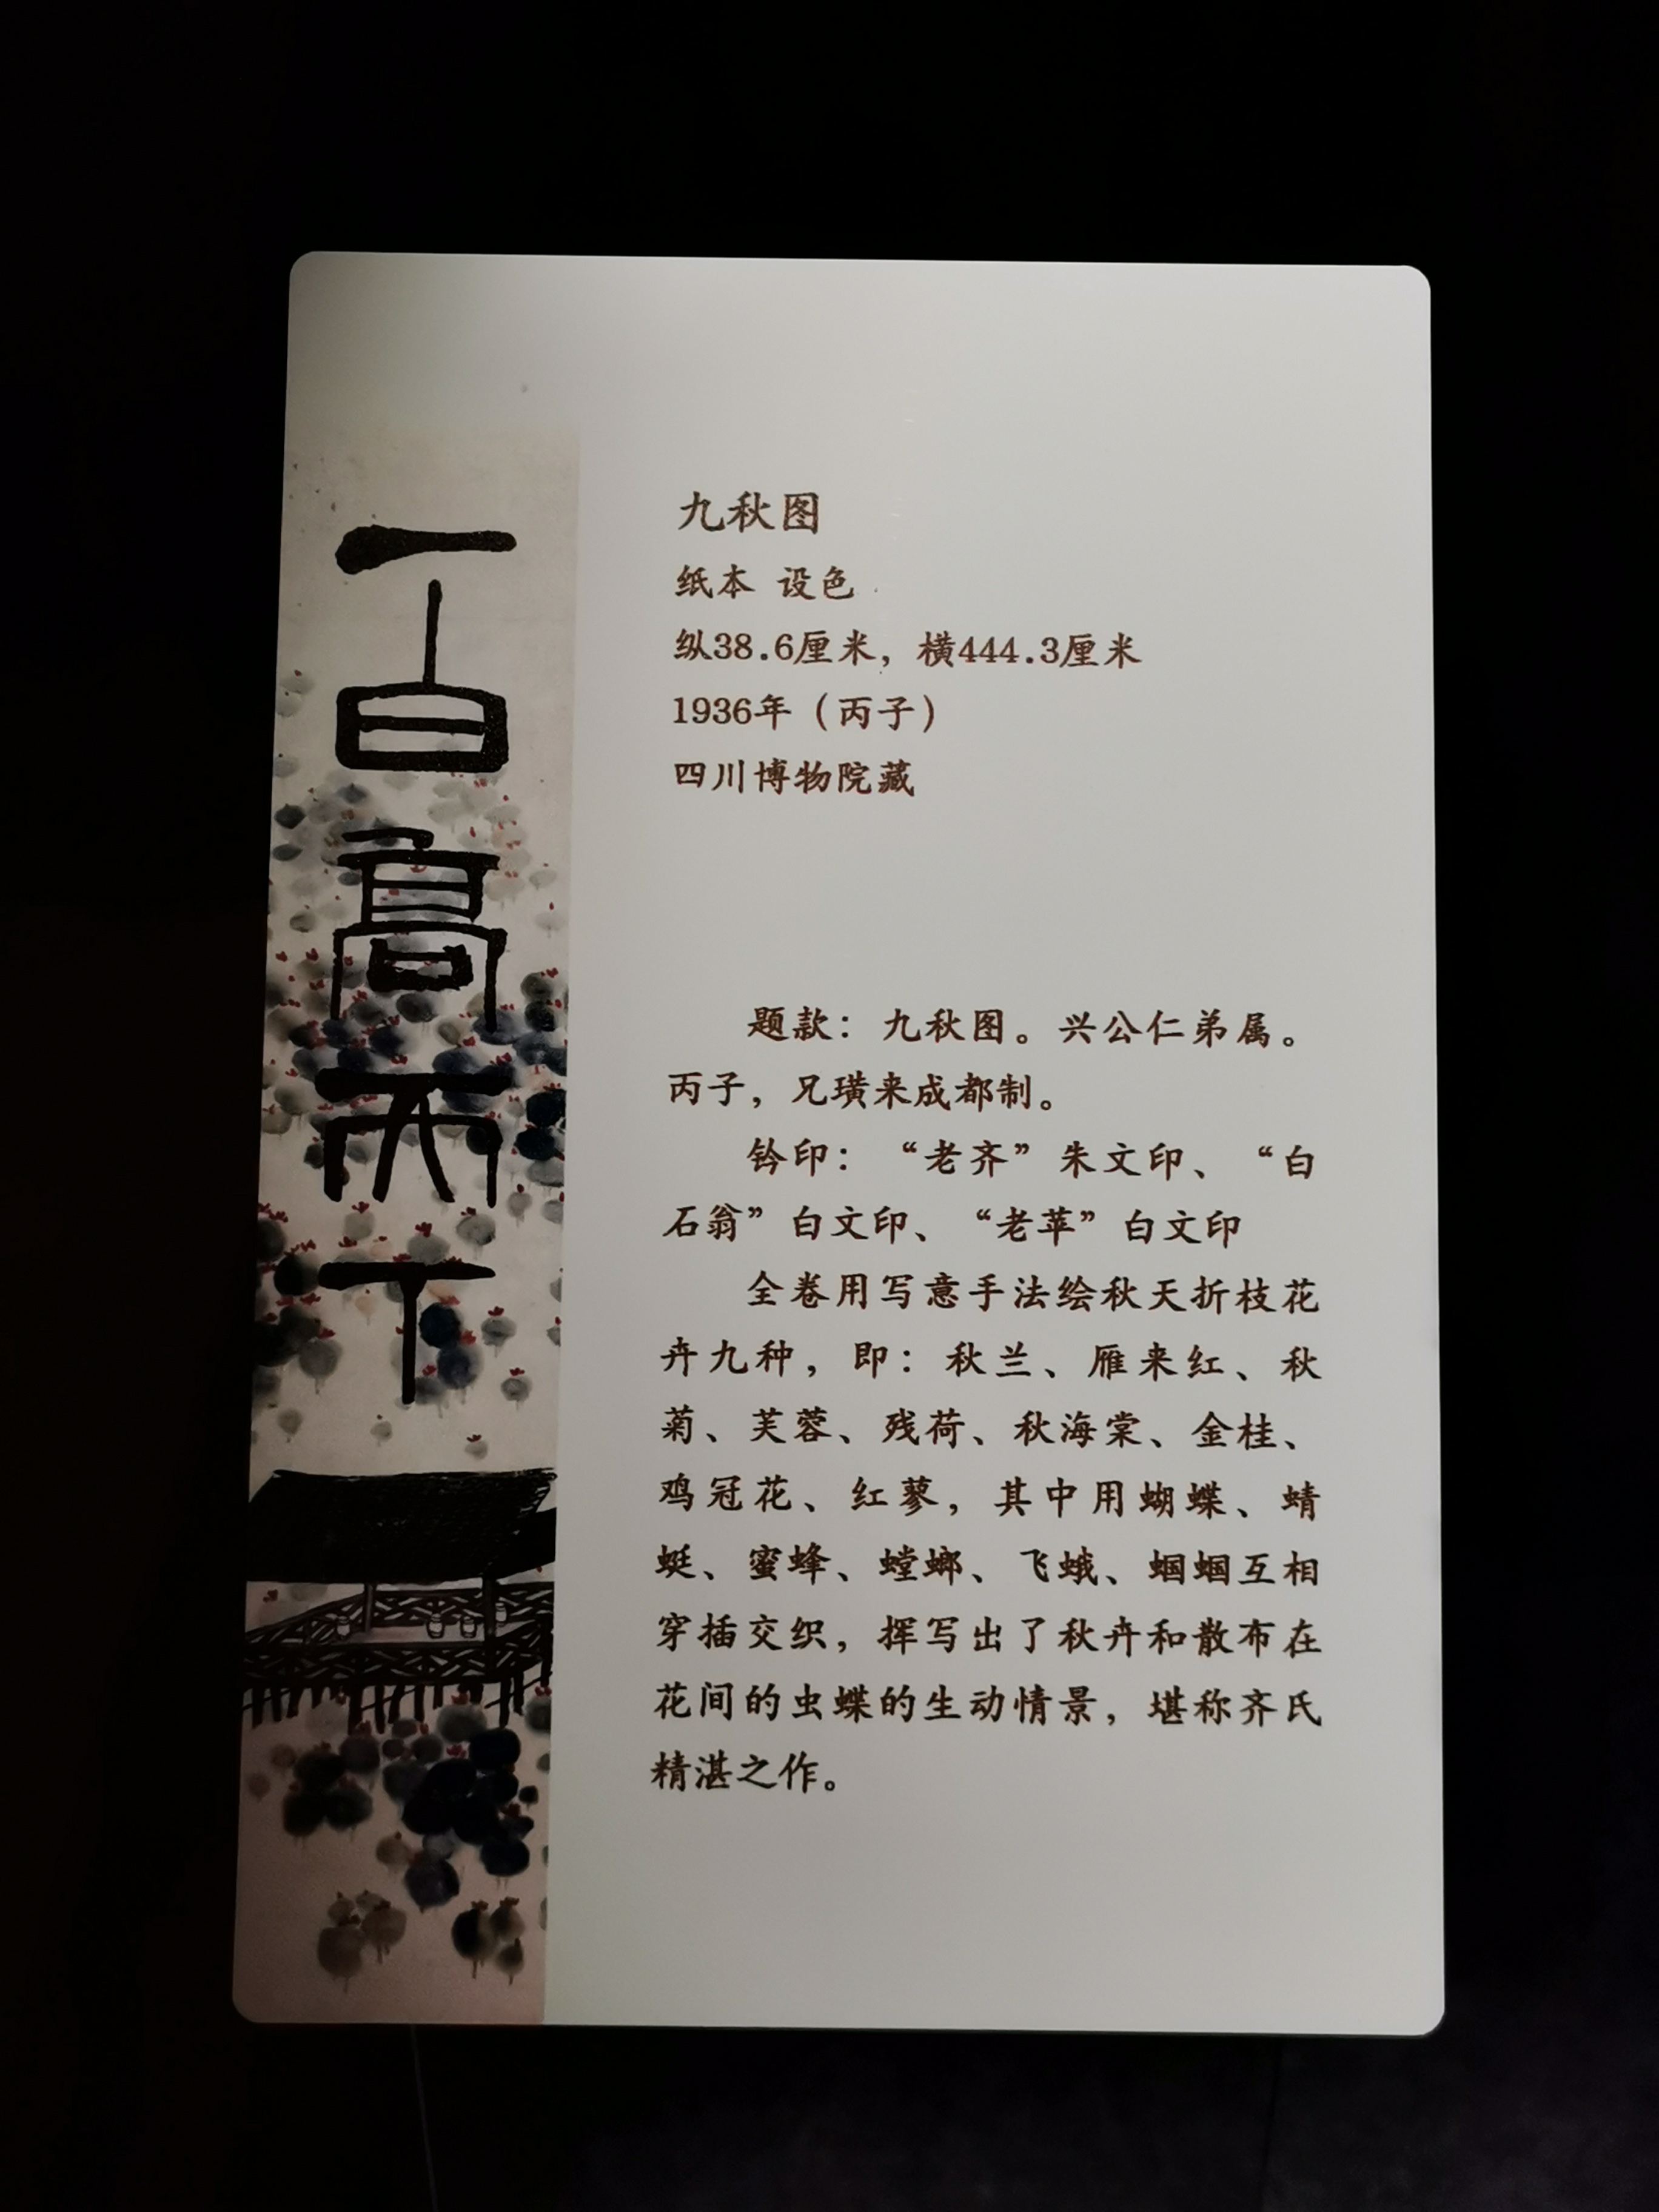 一白高天下
九秋图
纸本 设色
纵38.6厘米，横444.3厘米
1936年（丙子）
四川博物院藏
题款：九秋图。兴公仁弟属。
丙子，兄璜来成都制。
钤印：“老齐”朱文印、“白
石翁”白文印、“老苹”白文印
全卷用写意手法绘秋天折枝花
卉九种，即：秋兰、雁来红、秋
菊、芙蓉、残荷、秋海棠、金桂、
鸡冠花、红蓼，其中用蝴蝶、蜻
蜓、蜜蜂、螳螂、飞蛾、蝈蝈互相
穿插交织，挥写出了秋卉和散布在
花间的虫蝶的生动情景，堪称齐氏
精湛之作。